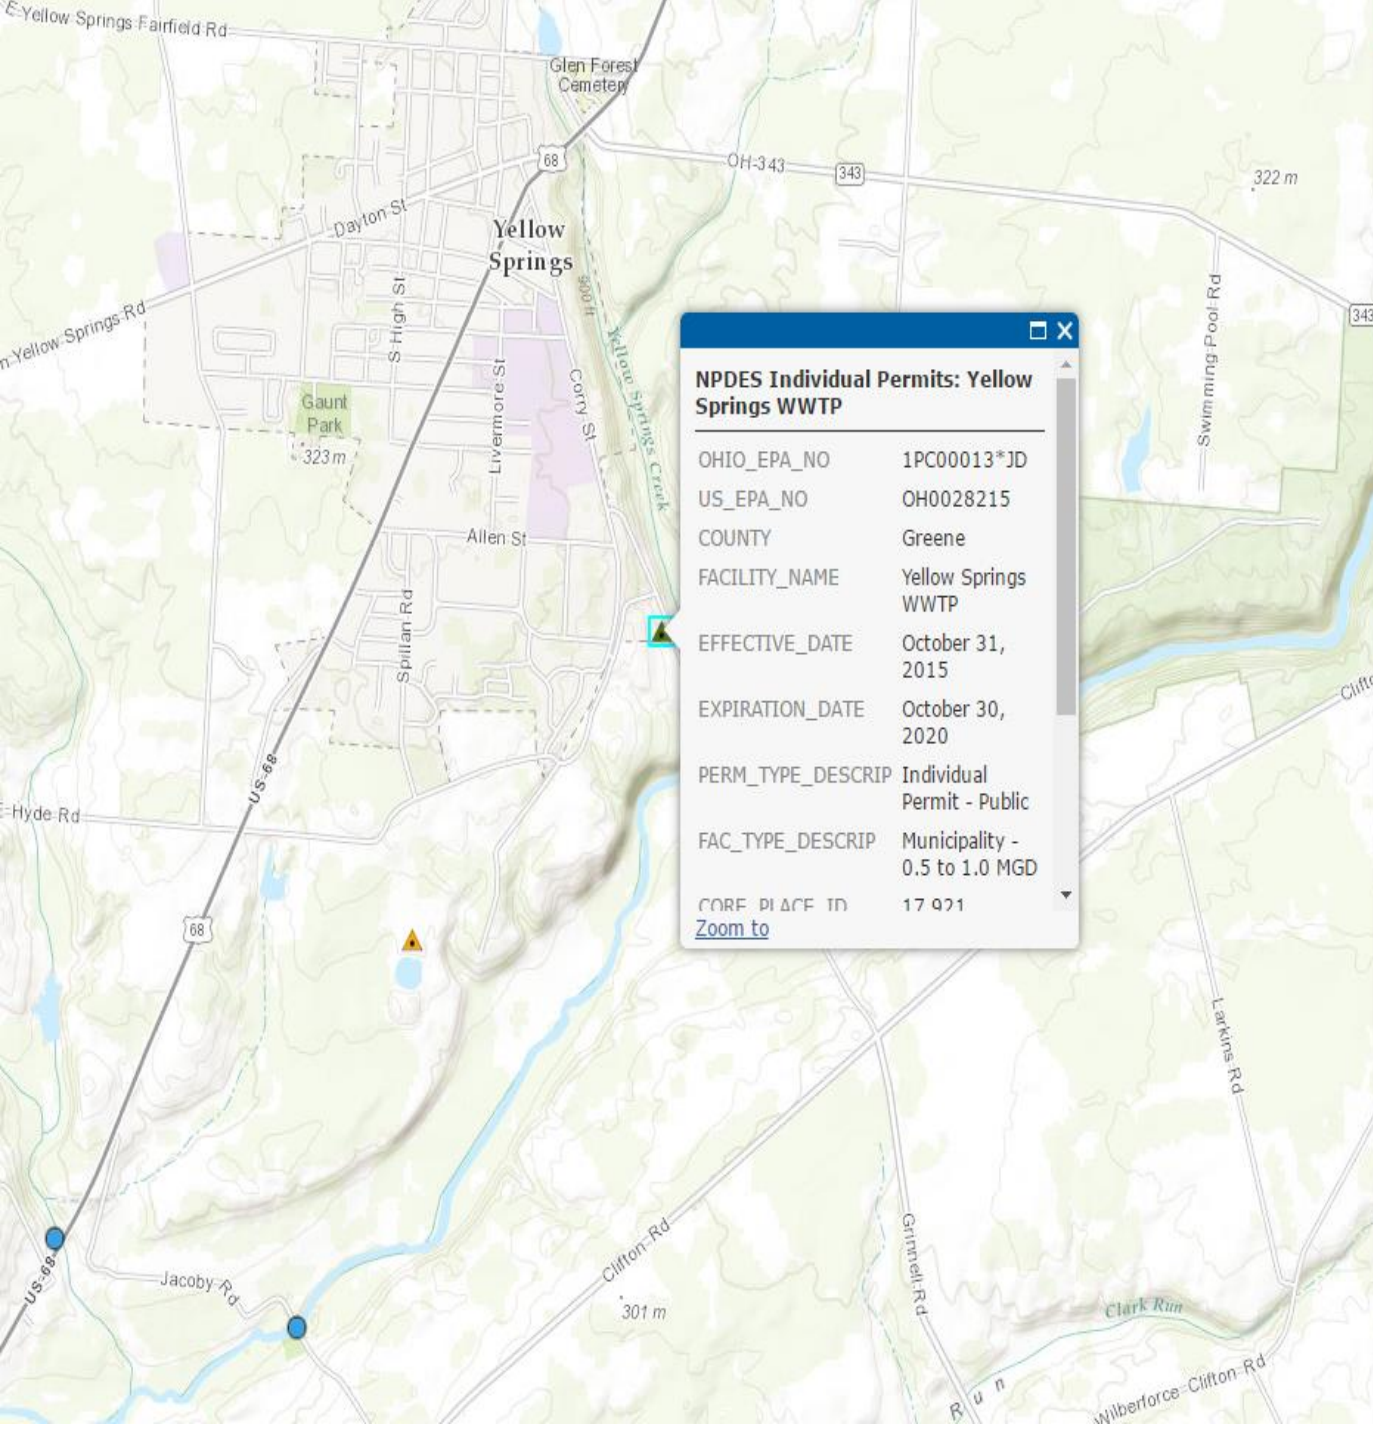 E-Yellow Springs Fairfield Rd
Glen Forest
Cemetery
68
OH-343
343
322 m
Dayton St
Yellow
Springs
n Yellow Springs Rd
S High St
900 ft
Yellow Springs Creek
Swimming Pool Rd
343
Livermore St
Corry St
Gaunt
Park
323 m
Allen St
Spillan-Rd
NPDES Individual Permits: Yellow
Springs WWTP
OHIO_EPA_NO 1PC00013*JD
US_EPA_NO OH0028215
COUNTY Greene
FACILITY_NAME Yellow Springs
WWTP
EFFECTIVE_DATE October 31,
2015
EXPIRATION_DATE October 30,
2020
PERM_TYPE_DESCRIP Individual
Permit - Public
FAC_TYPE_DESCRIP Municipality -
0.5 to 1.0 MGD
CORE_PLACE_ID 17,921
Zoom to
Clifto
US-68
E-Hyde Rd
68
Larkins-Rd
US-68
Jacoby-Rd
Clifton-Rd
301 m
Grinnell-Rd
Clark Run
Run
Wilberforce-Clifton Rd